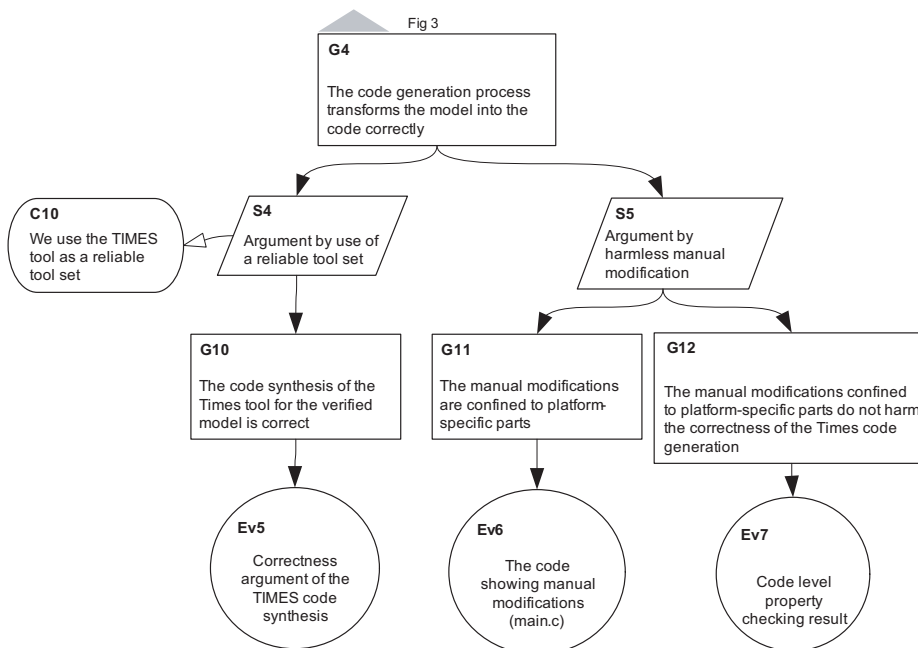 Fig 3
G4
The code generation process
transforms the model into the
code correctly
C10
We use the TIMES
tool as a reliable
tool set
S4
Argument by use of
a reliable tool set
S5
Argument by
harmless manual
modification
G10
The code synthesis of the
Times tool for the verified
model is correct
G11
The manual modifications
are confined to platform-
specific parts
G12
The manual modifications confined
to platform-specific parts do not harm
the correctness of the Times code
generation
Ev5
Correctness
argument of the
TIMES code
synthesis
Ev6
The code
showing manual
modifications
(main.c)
Ev7
Code level
property
checking result